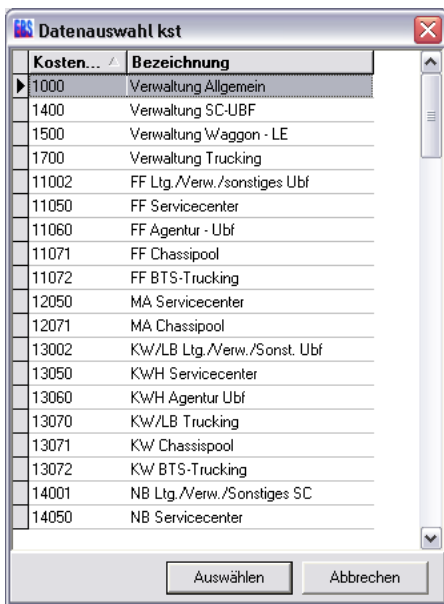 EBS Datenauswahl kst
Kosten... Bezeichnung
1000 Verwaltung Allgemein
1400 Verwaltung SC-UBF
1500 Verwaltung Waggon - LE
1700 Verwaltung Trucking
11002 FF Ltg./Verw./sonstiges Ubf
11050 FF Servicecenter
11060 FF Agentur - Ubf
11071 FF Chassipool
11072 FF BTS-Trucking
12050 MA Servicecenter
12071 MA Chassipool
13002 KW/LB Ltg./Verw./Sonst. Ubf
13050 KWH Servicecenter
13060 KWH Agentur Ubf
13070 KW/LB Trucking
13071 KW Chassispool
13072 KW BTS-Trucking
14001 NB Ltg./Verw./Sonstiges SC
14050 NB Servicecenter
Auswählen Abbrechen